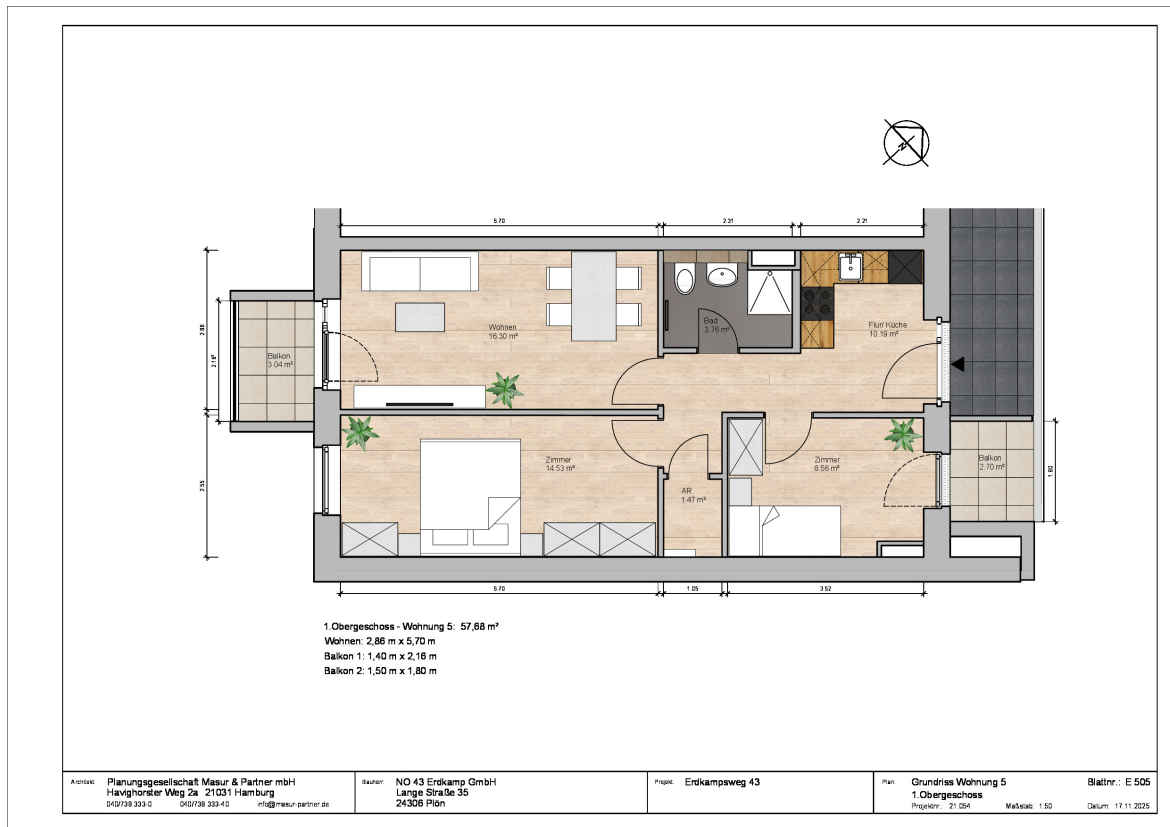 N
5.70
2.31
2.21
2.86
2.16⁵
2.55
1.80
Wohnen
16.30 m²
Bad
3.76 m²
Flur/ Küche
10.19 m²
Balkon
3.04 m²
Zimmer
14.53 m²
AR
1.47 m²
Zimmer
8.56 m²
Balkon
2.70 m²
5.70
1.05
3.52
1.Obergeschoss - Wohnung 5: 57,68 m²
Wohnen: 2,86 m x 5,70 m
Balkon 1: 1,40 m x 2,16 m
Balkon 2: 1,50 m x 1,80 m
Architekt: Planungsgesellschaft Masur & Partner mbH
Havighorster Weg 2a 21031 Hamburg
040/739 333-0 040/739 333-40 info@masur-partner.de
Bauherr: NO 43 Erdkamp GmbH
Lange Straße 35
24306 Plön
Projekt: Erdkampsweg 43
Plan: Grundriss Wohnung 5 Blattnr.: E 505
1.Obergeschoss
Projektnr.: 21.054 Maßstab: 1:50 Datum: 17.11.2025